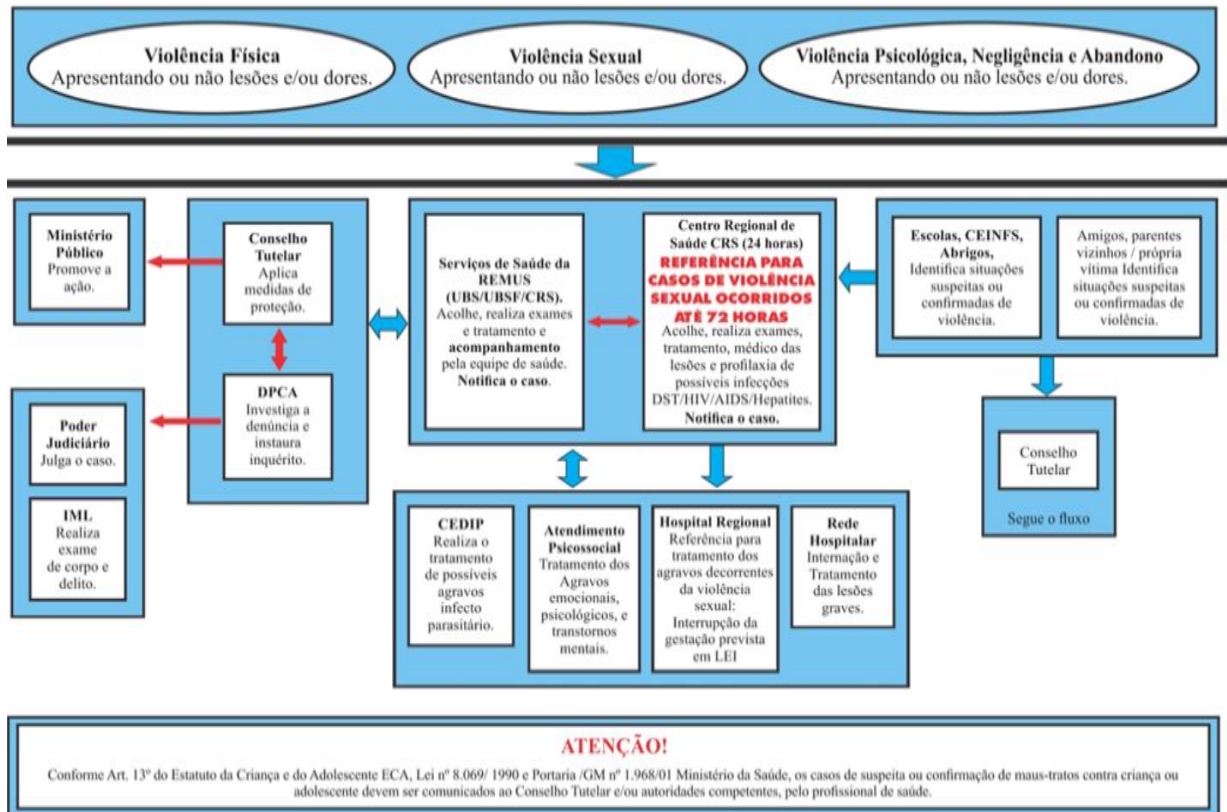 Violência Física
Apresentando ou não lesões e/ou dores.
Violência Sexual
Apresentando ou não lesões e/ou dores.
Violência Psicológica, Negligência e Abandono
Apresentando ou não lesões e/ou dores.
Ministério
Público
Promove a
ação.
Conselho
Tutelar
Aplica
medidas de
proteção.
Serviços de Saúde da
REMUS
(UBS/UBSF/CRS).
Acolhe, realiza exames
e tratamento e
acompanhamento
pela equipe de saúde.
Notifica o caso.
Centro Regional de
Saúde CRS (24 horas)
REFERÊNCIA PARA
CASOS DE VIOLÊNCIA
SEXUAL OCORRIDOS
ATÉ 72 HORAS
Acolhe, realiza exames,
tratamento, médico das
lesões e profilaxia de
possíveis infecções
DST/HIV/AIDS/Hepatites.
Notifica o caso.
Escolas, CEINFS,
Abrigos,
Identifica situações
suspeitas ou
confirmadas de
violência.
Amigos, parentes
vizinhos / própria
vítima Identifica
situações suspeitas
ou confirmadas de
violência.
Poder
Judiciário
Julga o caso.
IML
Realiza
exame
de corpo e
delito.
DPCA
Investiga a
denúncia e
instaura
inquérito.
Conselho
Tutelar
Segue o fluxo
CEDIP
Realiza o
tratamento
de possíveis
agravos
infecto
parasitário.
Atendimento
Psicossocial
Tratamento dos
Agravos
emocionais,
psicológicos, e
transtornos
mentais.
Hospital Regional
Referência para
tratamento dos
agravos decorrentes
da violência
sexual:
Interrupção da
gestação prevista
em LEI
Rede
Hospitalar
Internação e
Tratamento
das lesões
graves.
ATENÇÃO!
Conforme Art. 13º do Estatuto da Criança e do Adolescente ECA, Lei nº 8.069/ 1990 e Portaria /GM nº 1.968/01 Ministério da Saúde, os casos de suspeita ou confirmação de maus-tratos contra criança ou
adolescente devem ser comunicados ao Conselho Tutelar e/ou autoridades competentes, pelo profissional de saúde.